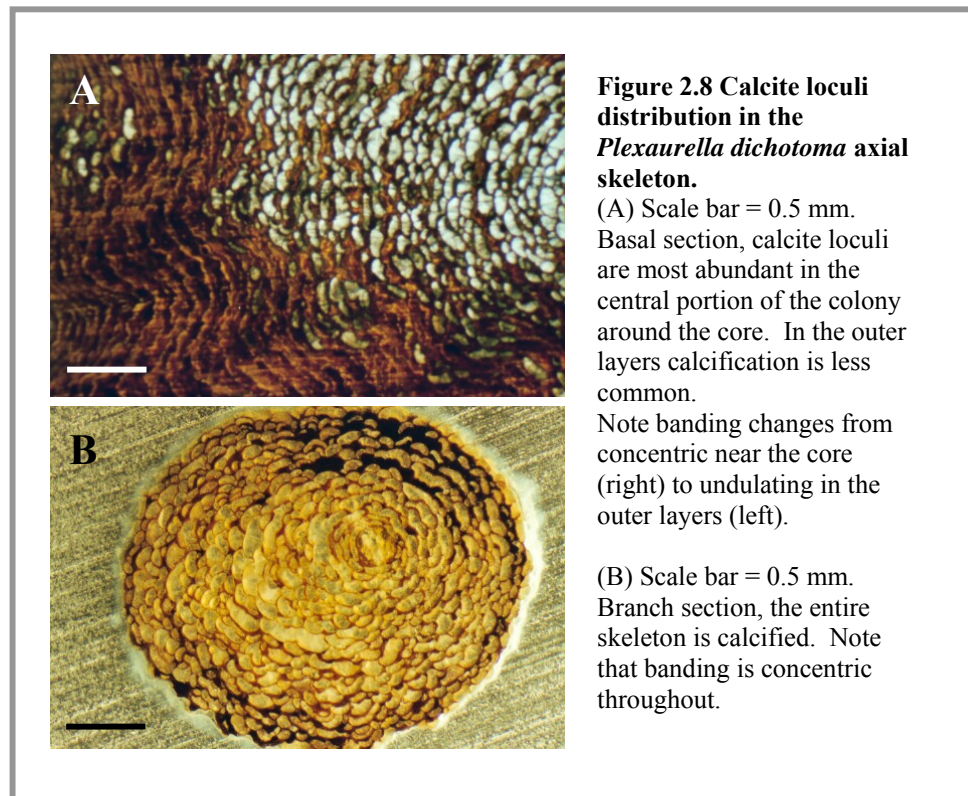 A
B
Figure 2.8 Calcite loculi
distribution in the
Plexaurella dichotoma axial
skeleton.
(A) Scale bar = 0.5 mm.
Basal section, calcite loculi
are most abundant in the
central portion of the colony
around the core.  In the outer
layers calcification is less
common.
Note banding changes from
concentric near the core
(right) to undulating in the
outer layers (left).
(B) Scale bar = 0.5 mm.
Branch section, the entire
skeleton is calcified.  Note
that banding is concentric
throughout.